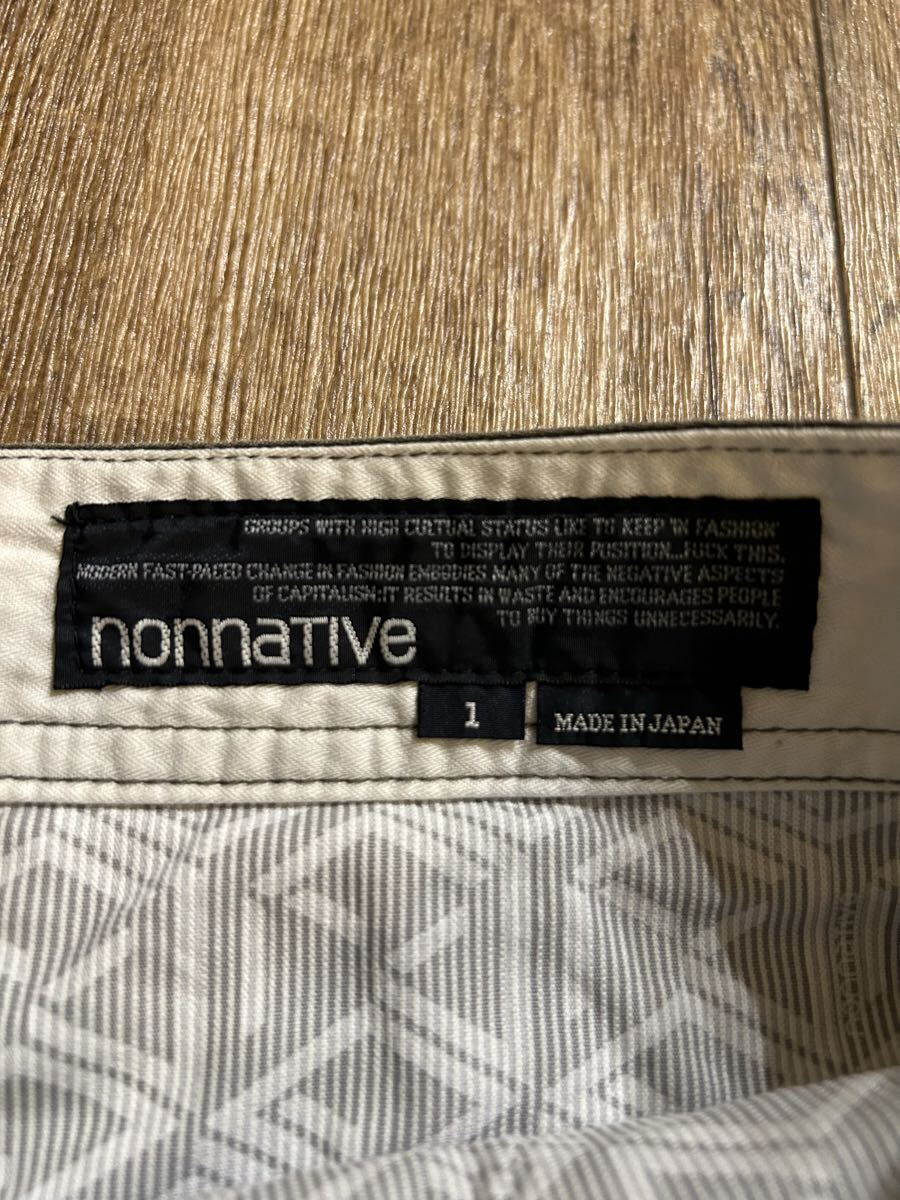 GROUPS WITH HIGH CULTUAL STATUS LIKE TO KEEP 'IN FASHION'
TO DISPLAY THEIR POSITION...FUCK THIS.
MODERN FAST-PACED CHANGE IN FASHION EMBODIES MANY OF THE NEGATIVE ASPECTS
OF CAPITALISM:IT RESULTS IN WASTE AND ENCOURAGES PEOPLE
TO BUY THINGS UNNECESSARILY.
nonnaTIVe
1
MADE IN JAPAN